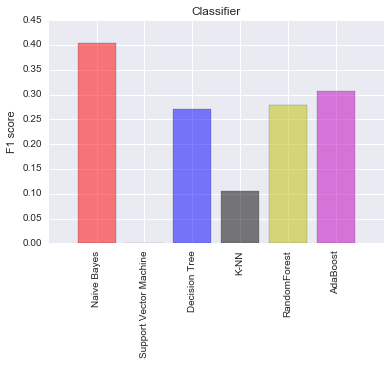 Classifier
F1 score
0.45
0.40
0.35
0.30
0.25
0.20
0.15
0.10
0.05
0.00
Naive Bayes
Support Vector Machine
Decision Tree
K-NN
RandomForest
AdaBoost